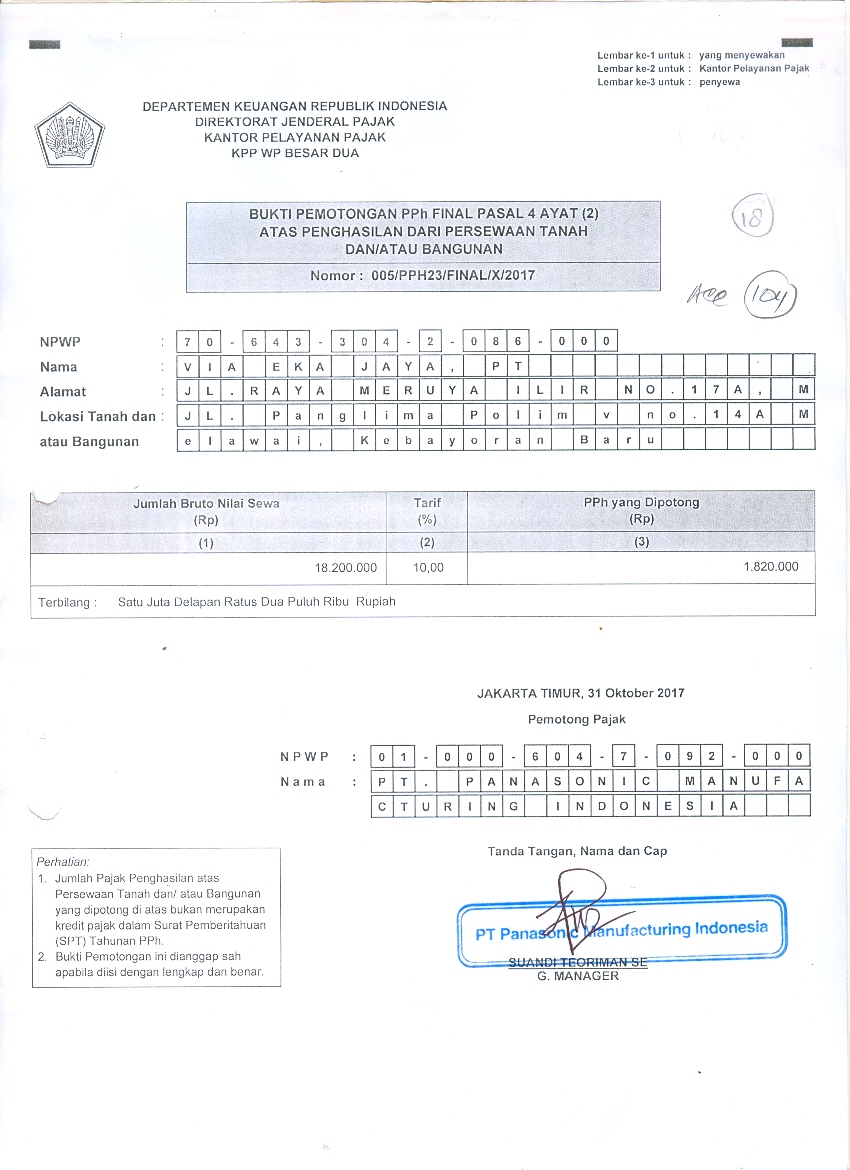 Lembar ke-1 untuk : yang menyewakan
Lembar ke-2 untuk : Kantor Pelayanan Pajak
Lembar ke-3 untuk : penyewa
DEPARTEMEN KEUANGAN REPUBLIK INDONESIA
DIREKTORAT JENDERAL PAJAK
KANTOR PELAYANAN PAJAK
KPP WP BESAR DUA
BUKTI PEMOTONGAN PPh FINAL PASAL 4 AYAT (2)
ATAS PENGHASILAN DARI PERSEWAAN TANAH
DAN/ATAU BANGUNAN
Nomor : 005/PPH23/FINAL/X/2017
18
104
NPWP : 70-643-304-2-086-000
Nama : VIA EKA JAYA, PT
Alamat : JL.RAYA MERUYA ILIR NO.17A, M
Lokasi Tanah dan : JL. Panglima Polim v no.14A M
atau Bangunan elawai, Kebayoran Baru
Jumlah Bruto Nilai Sewa Tarif PPh yang Dipotong
(Rp) (%) (Rp)
(1) (2) (3)
18.200.000 10,00 1.820.000
Terbilang : Satu Juta Delapan Ratus Dua Puluh Ribu Rupiah
JAKARTA TIMUR, 31 Oktober 2017
Pemotong Pajak
NPWP : 01-000-604-7-092-000
Nama : PT. PANASONIC MANUFA
CTURING INDONESIA
Tanda Tangan, Nama dan Cap
PT Panasonic Manufacturing Indonesia
SUANDI TEORIMAN SE
G. MANAGER
Perhatian:
1. Jumlah Pajak Penghasilan atas
Persewaan Tanah dan/ atau Bangunan
yang dipotong di atas bukan merupakan
kredit pajak dalam Surat Pemberitahuan
(SPT) Tahunan PPh.
2. Bukti Pemotongan ini dianggap sah
apabila diisi dengan lengkap dan benar.